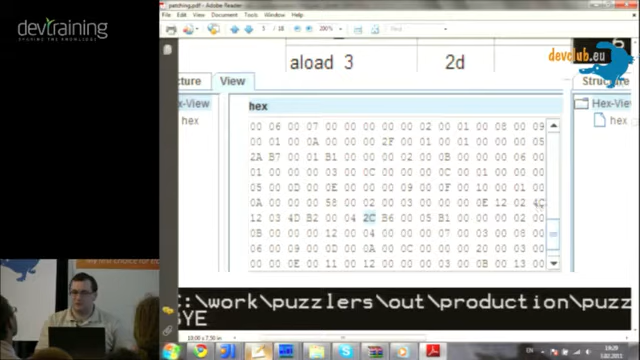 devtraining
SHARING THE KNOWLEDGE
patching.pdf - Adobe Reader
File Edit View Window Help
5 / 18
200%
aload 3
2d
devclub.eu
View
Hex-View
hex
hex
00 06 00 07 00 00 00 00 00 02 00 01 00 08 00 09
00 01 00 0A 00 00 00 2F 00 01 00 01 00 00 00 05
2A B7 00 01 B1 00 00 00 02 00 0B 00 00 00 06 00
01 00 00 00 03 00 0C 00 00 00 0C 00 01 00 00 00
05 00 0D 00 0E 00 00 00 09 00 0F 00 10 00 01 00
0A 00 00 00 58 00 02 00 03 00 00 00 0E 12 02 4C
12 03 4D B2 00 04 2C B6 00 05 B1 00 00 00 02 00
0B 00 00 00 12 00 04 00 00 00 07 00 03 00 08 00
06 00 09 00 0D 00 0A 00 0C 00 00 00 20 00 03 00
00 00 0E 00 11 00 12 00 00 00 03 00 0B 00 13 00
Structure
Hex-View
hex
C:\work\puzzlers\out\production\puzz
BYE
EN
5.02.2011